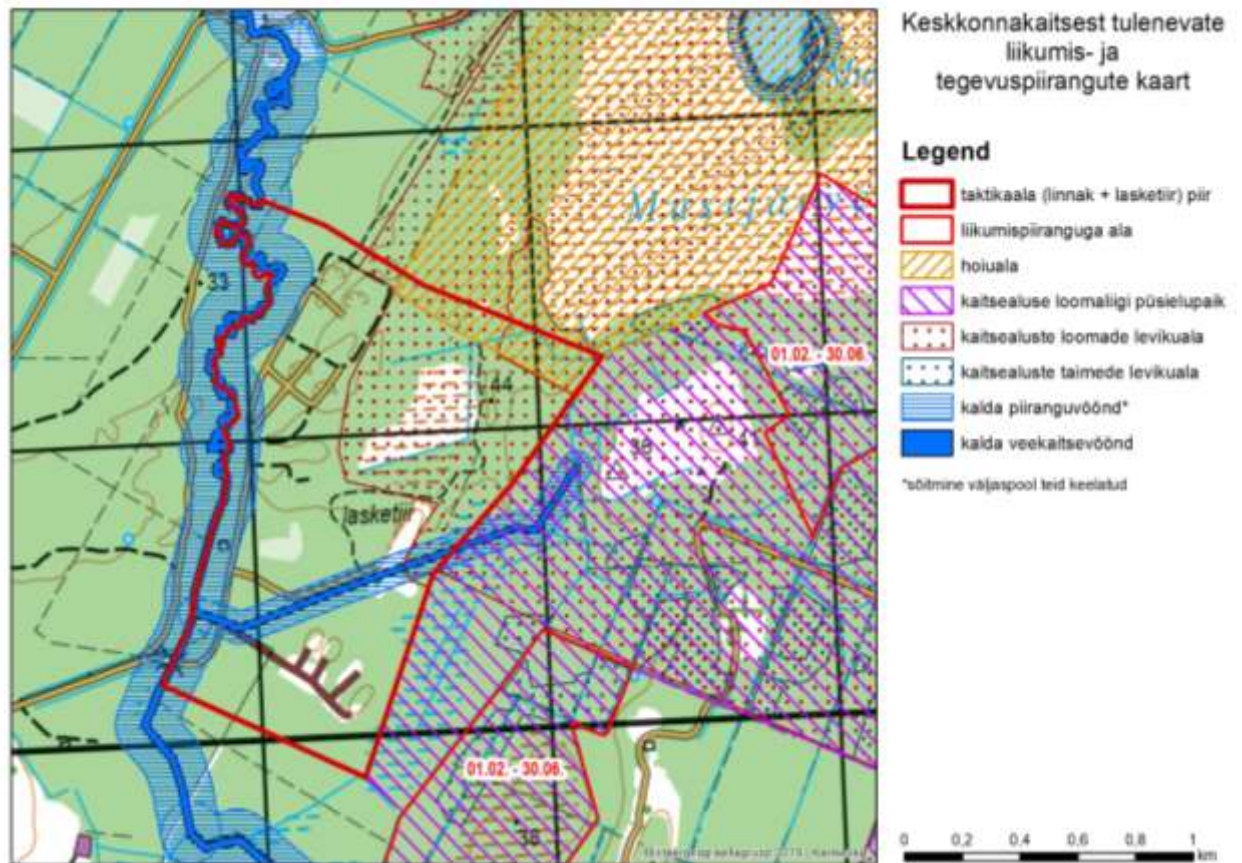 Keskkonnakaitsest tulenevate
liikumis- ja
tegevuspiirangute kaart
Legend
taktikaala (linnak + lasketiir) piir
liikumispiiranguga ala
hoiuala
kaitsealuse loomaliigi püsielupaik
kaitsealuste loomade levikuala
kaitsealuste taimede levikuala
kalda piiranguvöönd*
kalda veekaitsevöönd
*sõitmine väljaspool teid keelatud
0 0,2 0,4 0,6 0,8 1
km
33
01.02. - 30.06.
44
38
41
lasketiir
01.02. - 30.06.
38